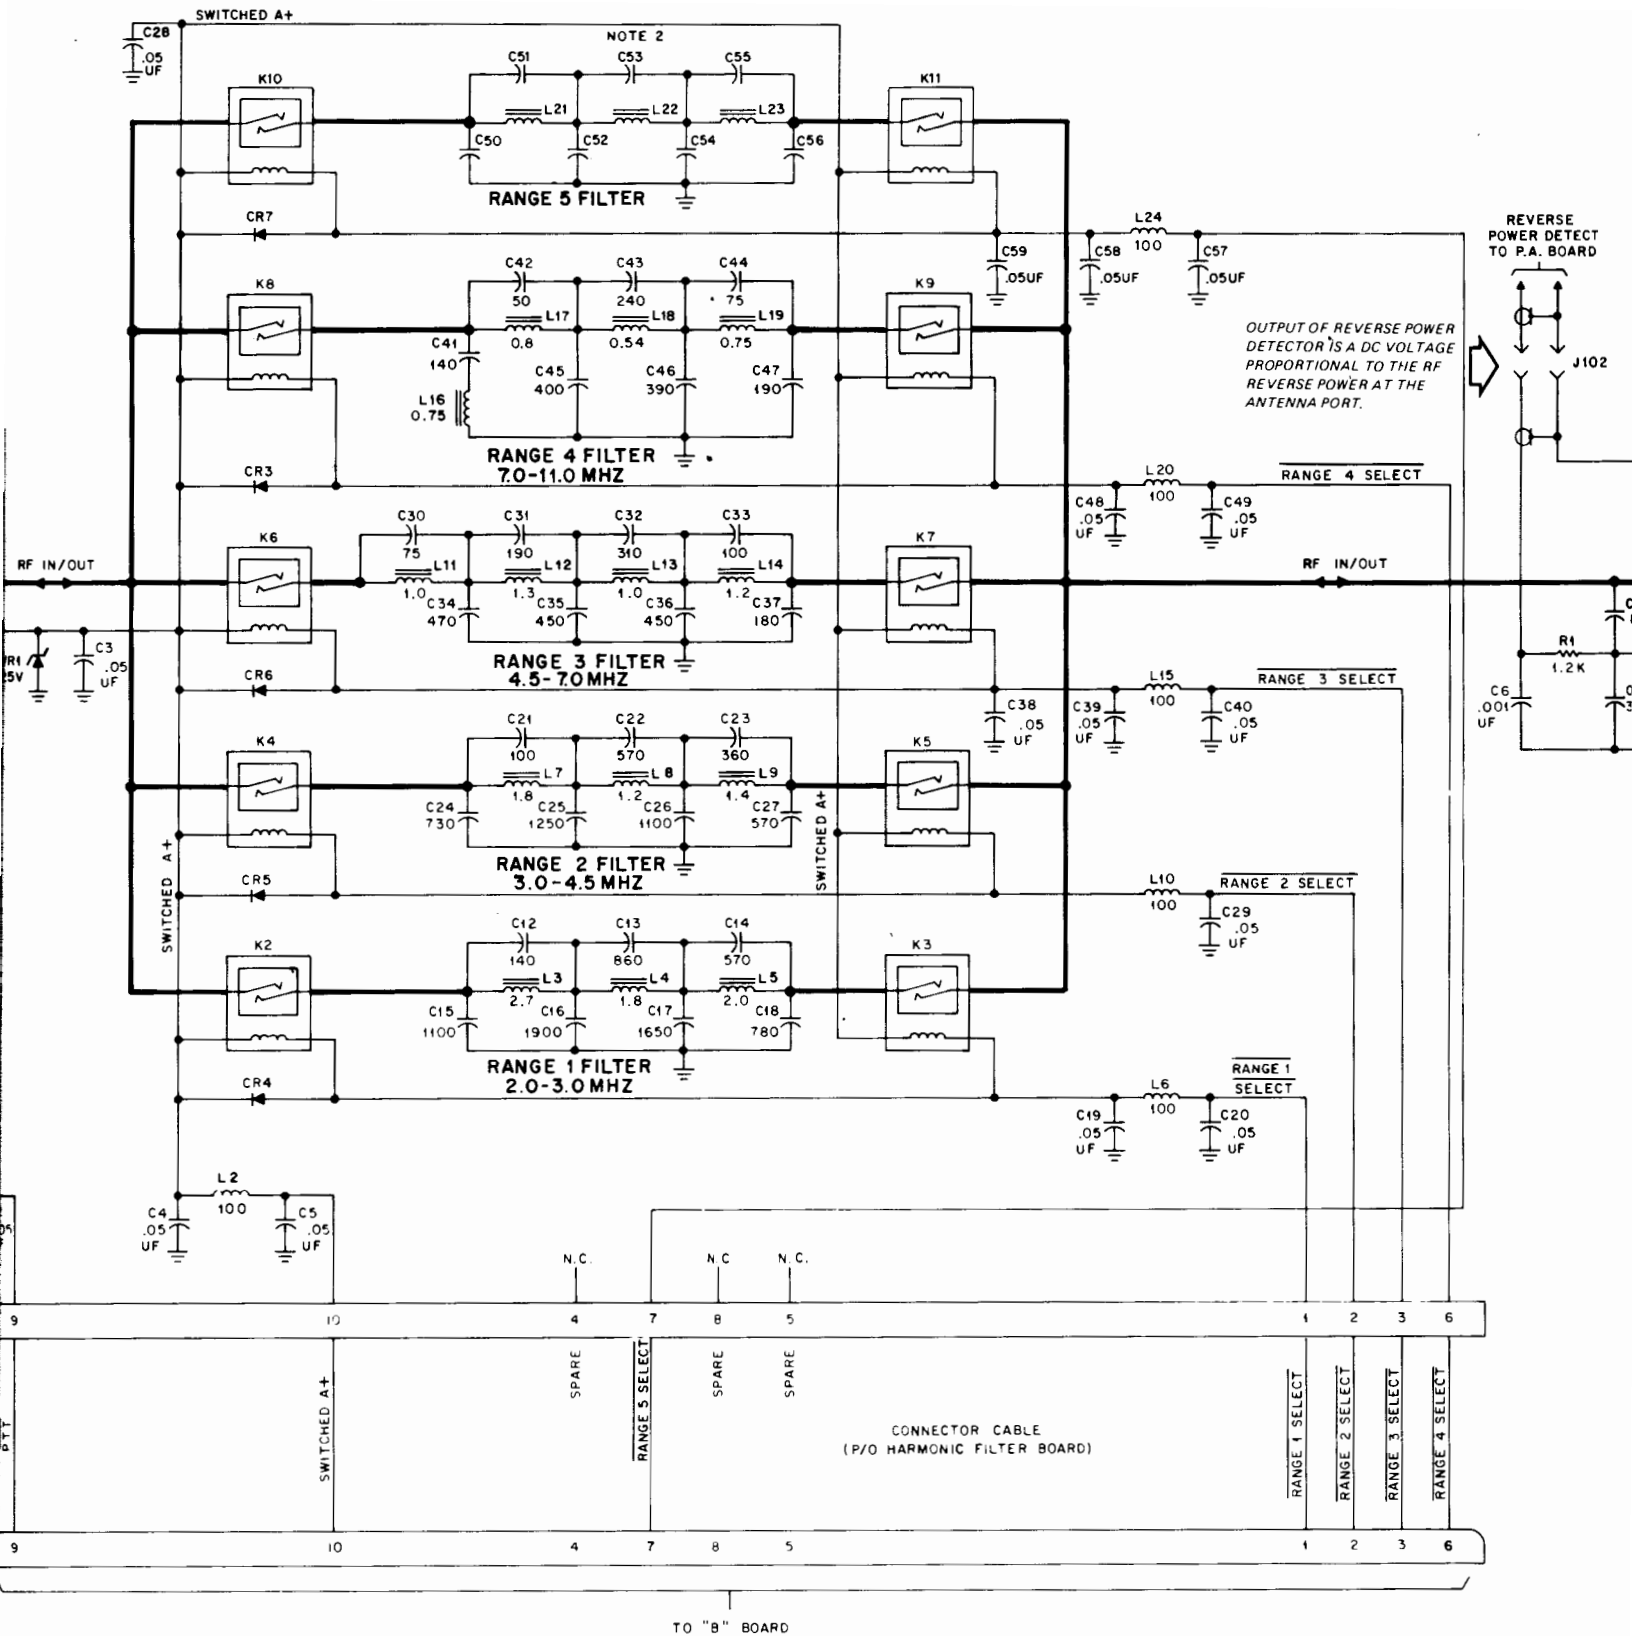 SWITCHED A+
C28
.05
UF
NOTE 2
C51
C53
C55
K10
K11
L21
L22
L23
C50
C52
C54
C56
RANGE 5 FILTER
CR7
L24
100
C59
.05UF
C58
.05UF
C57
.05UF
REVERSE
POWER DETECT
TO P.A. BOARD
C42
50
C43
240
C44
75
K8
K9
L17
0.8
L18
0.54
L19
0.75
C41
140
C45
400
C46
390
C47
190
L16
0.75
OUTPUT OF REVERSE POWER
DETECTOR IS A DC VOLTAGE
PROPORTIONAL TO THE RF
REVERSE POWER AT THE
ANTENNA PORT.
J102
RANGE 4 FILTER
7.0-11.0 MHZ
CR3
L20
100
RANGE 4 SELECT
C48
.05
UF
C49
.05
UF
C30
75
C31
190
C32
310
C33
100
K6
K7
RF IN/OUT
L11
1.0
L12
1.3
L13
1.0
L14
1.2
RF IN/OUT
C34
470
C35
450
C36
450
C37
180
C3
.05
UF
R1
1.2K
RANGE 3 FILTER
4.5-7.0 MHZ
CR6
L15
100
RANGE 3 SELECT
C38
.05
UF
C39
.05
UF
C40
.05
UF
C6
.001
UF
C21
100
C22
570
C23
360
K4
K5
L7
1.8
L8
1.2
L9
1.4
C24
730
C25
1250
C26
1100
C27
570
SWITCHED A+
SWITCHED A+
RANGE 2 FILTER
3.0-4.5 MHZ
CR5
L10
100
RANGE 2 SELECT
C29
.05
UF
C12
140
C13
860
C14
570
K2
K3
L3
2.7
L4
1.8
L5
2.0
C15
1100
C16
1900
C17
1650
C18
780
RANGE 1 FILTER
2.0-3.0 MHZ
CR4
L6
100
RANGE 1
SELECT
C19
.05
UF
C20
.05
UF
L2
100
C4
.05
UF
C5
.05
UF
N.C.
N.C
N.C.
9 10 4 7 8 5 1 2 3 6
PTT
SWITCHED A+
SPARE
RANGE 5 SELECT
SPARE
SPARE
CONNECTOR CABLE
(P/O HARMONIC FILTER BOARD)
RANGE 1 SELECT
RANGE 2 SELECT
RANGE 3 SELECT
RANGE 4 SELECT
9 10 4 7 8 5 1 2 3 6
TO "B" BOARD